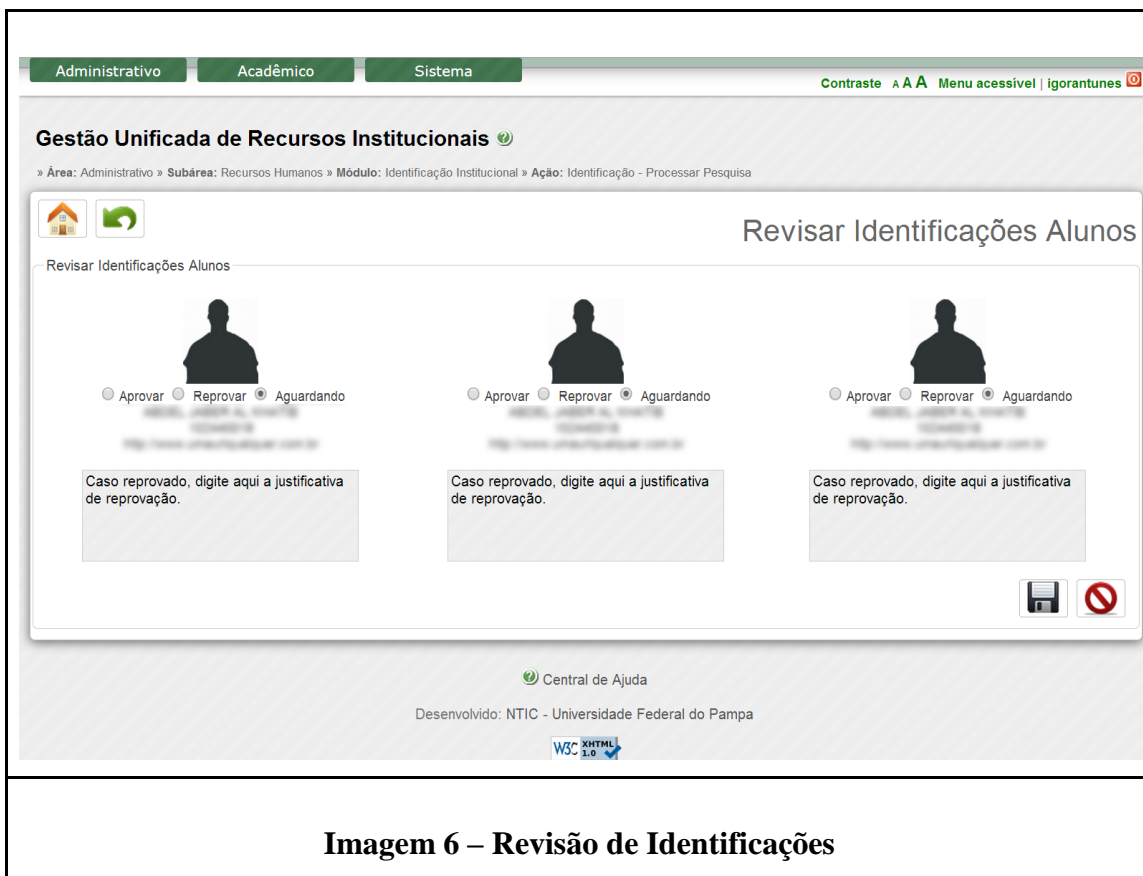 Administrativo Acadêmico Sistema
Contraste A A A Menu acessível | igorantunes
Gestão Unificada de Recursos Institucionais
» Área: Administrativo » Subárea: Recursos Humanos » Módulo: Identificação Institucional » Ação: Identificação - Processar Pesquisa
Revisar Identificações Alunos
Revisar Identificações Alunos
Aprovar Reprovar Aguardando
Caso reprovado, digite aqui a justificativa
de reprovação.
Aprovar Reprovar Aguardando
Caso reprovado, digite aqui a justificativa
de reprovação.
Aprovar Reprovar Aguardando
Caso reprovado, digite aqui a justificativa
de reprovação.
Central de Ajuda
Desenvolvido: NTIC - Universidade Federal do Pampa
W3C XHTML 1.0
Imagem 6 – Revisão de Identificações